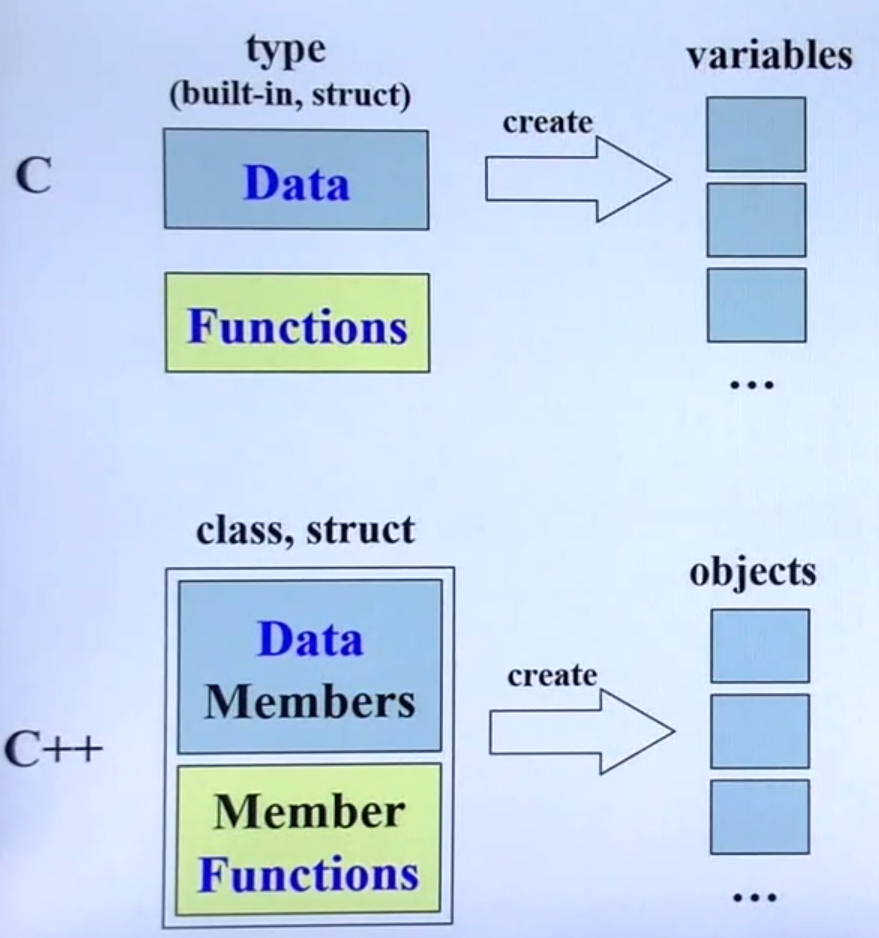 type
(built-in, struct)
variables
create
C
Data
Functions
...
class, struct
objects
create
Data
Members
C++
Member
Functions
...